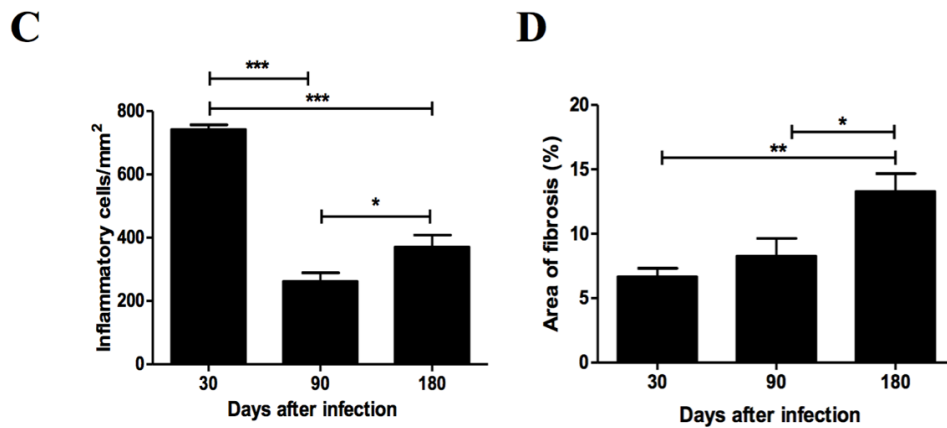 C
***
***
*
Inflammatory cells/mm²
800
600
400
200
0
30 90 180
Days after infection
D
*
**
Area of fibrosis (%)
20
15
10
5
0
30 90 180
Days after infection